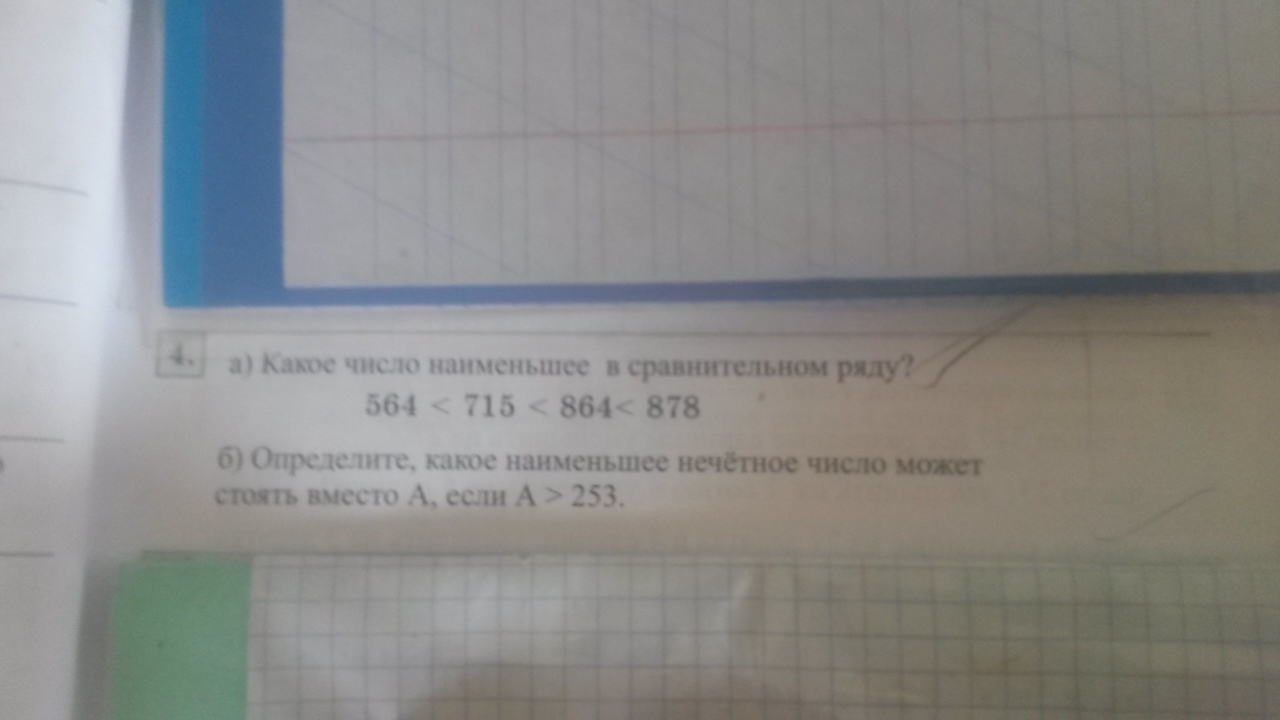 4. а) Какое число наименьшее в сравнительном ряду?
564 < 715 < 864< 878
б) Определите, какое наименьшее нечётное число может
стоять вместо А, если А > 253.